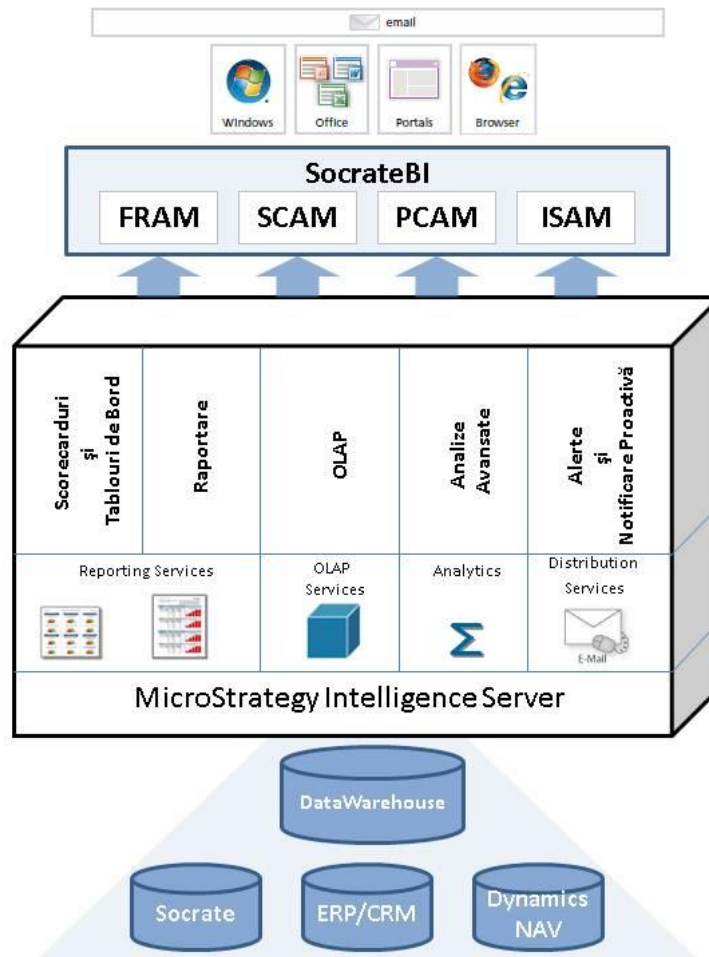 email
Windows
Office
Portals
Browser
SocrateBI
FRAM
SCAM
PCAM
ISAM
Scorecarduri
şi
Tablouri de Bord
Raportare
OLAP
Analize
Avansate
Alerte
şi
Notificare Proactivă
Reporting Services
OLAP
Services
Analytics
Distribution
Services
Σ
E-Mail
MicroStrategy Intelligence Server
DataWarehouse
Socrate
ERP/CRM
Dynamics
NAV